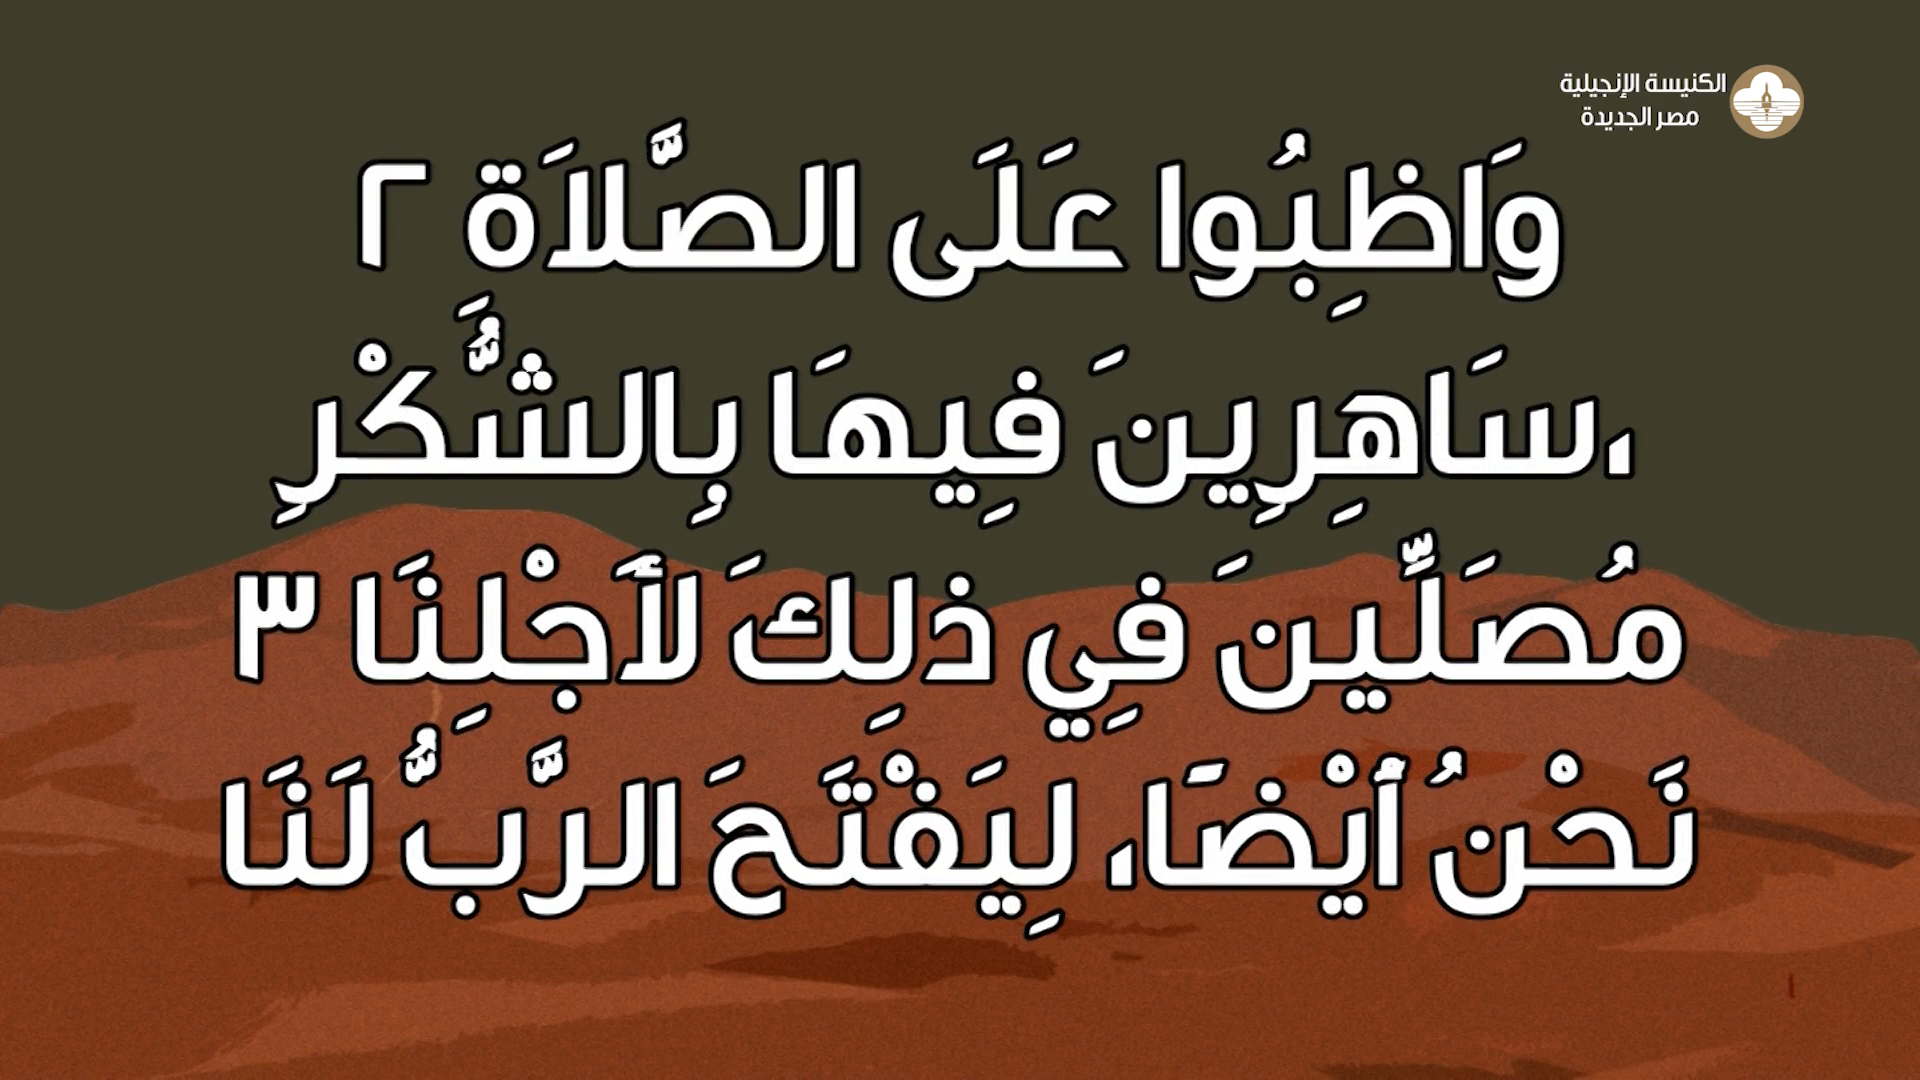 الكنيسة الإنجيلية
مصر الجديدة
وَاظِبُوا عَلَى الصَّلاَةِ ٢
،سَاهِرِينَ فِيهَا بِالشُّكْرِ
مُصَلِّينَ فِي ذلِكَ لأَجْلِنَا ٣
نَحْنُ أَيْضًا، لِيَفْتَحَ الرَّبُّ لَنَا